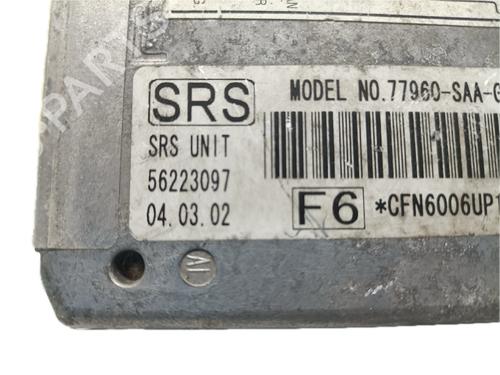 SRS
MODEL NO.77960-SAA-G
SRS UNIT
56223097
04.03.02
F6
*CFN6006UP1